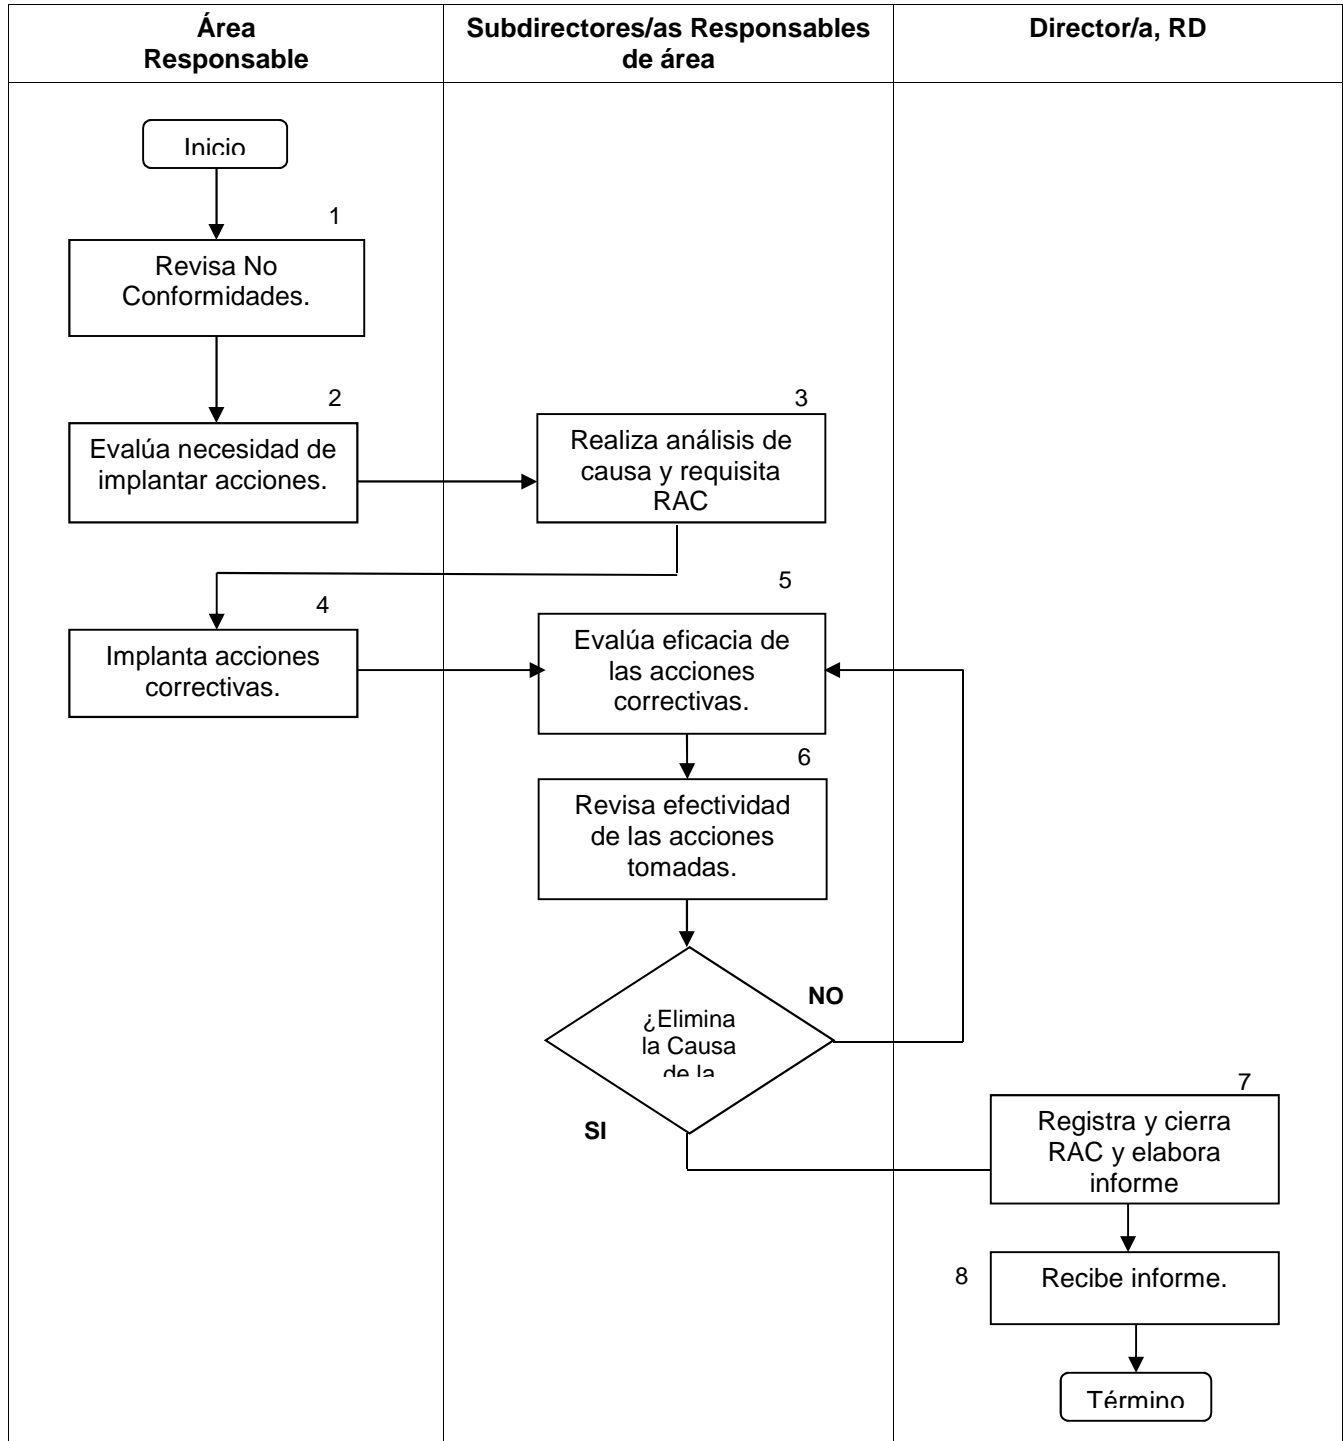 Área
Responsable
Subdirectores/as Responsables
de área
Director/a, RD
Inicio
1
Revisa No
Conformidades.
2
Evalúa necesidad de
implantar acciones.
3
Realiza análisis de
causa y requisita
RAC
4
Implanta acciones
correctivas.
5
Evalúa eficacia de
las acciones
correctivas.
6
Revisa efectividad
de las acciones
tomadas.
¿Elimina
la Causa
de la
NO
SI
7
Registra y cierra
RAC y elabora
informe
8
Recibe informe.
Término